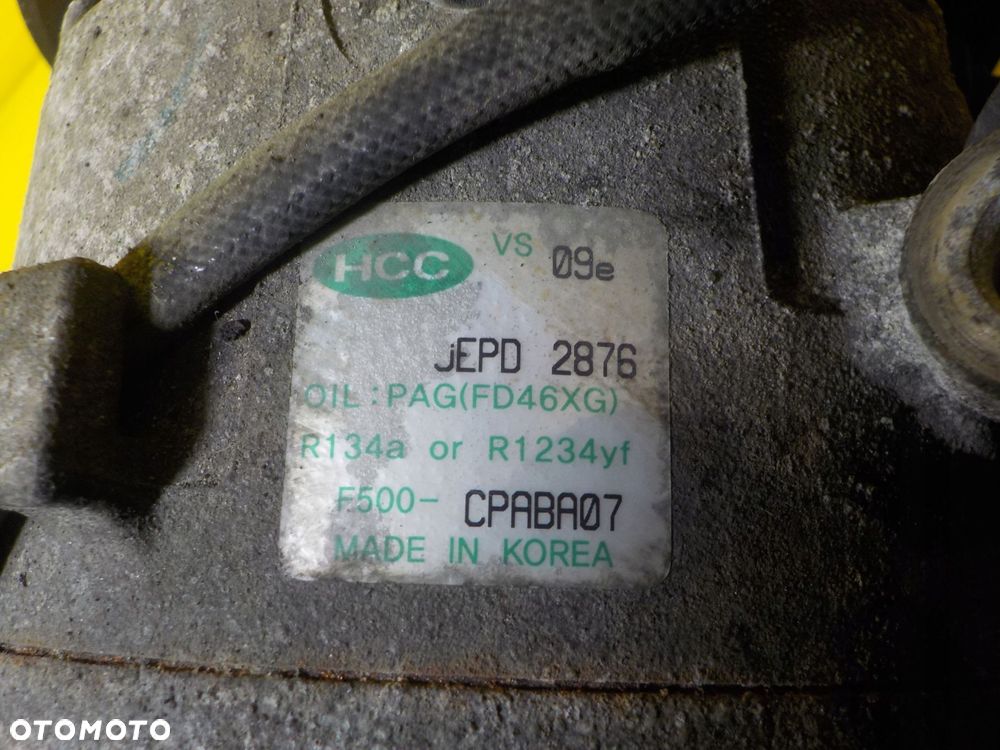 HCC VS 09e
jEPD 2876
OIL : PAG(FD46XG)
R134a or R1234yf
F500- CPABA07
MADE IN KOREA
OTOMOTO